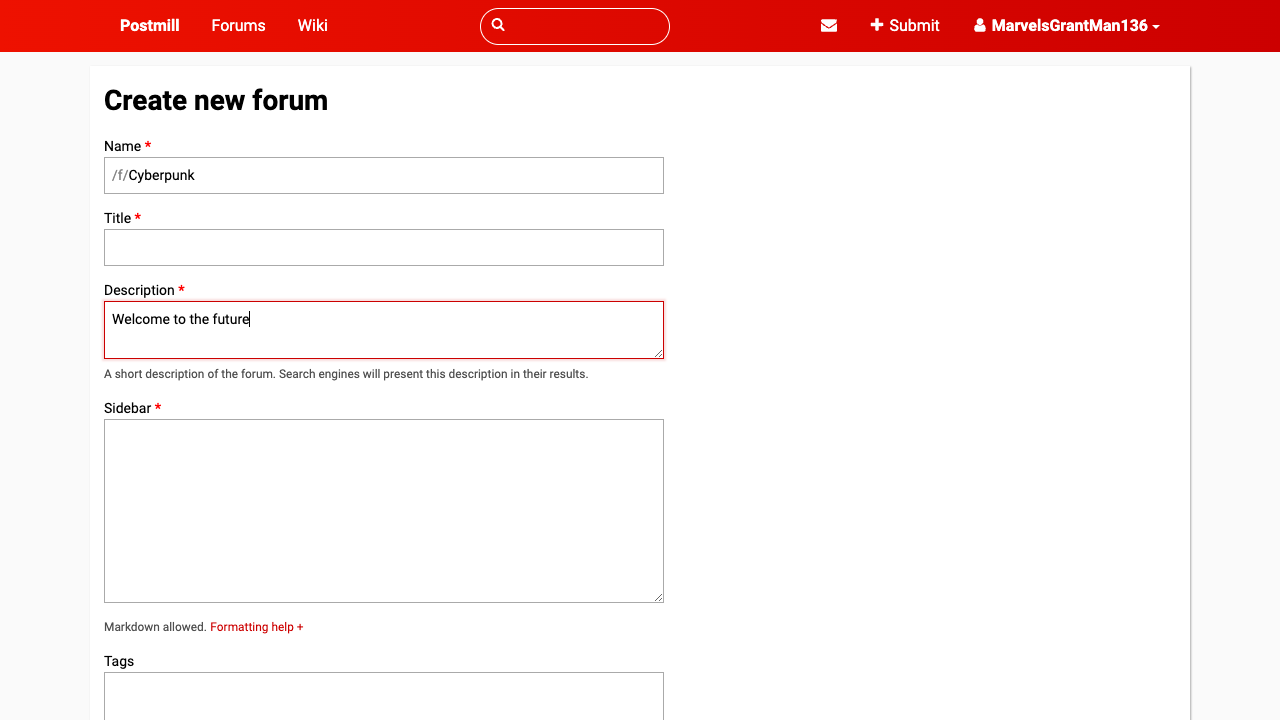 Postmill Forums Wiki Submit MarvelsGrantMan136
Create new forum
Name *
/f/Cyberpunk
Title *
Description *
Welcome to the future
A short description of the forum. Search engines will present this description in their results.
Sidebar *
Markdown allowed. Formatting help +
Tags